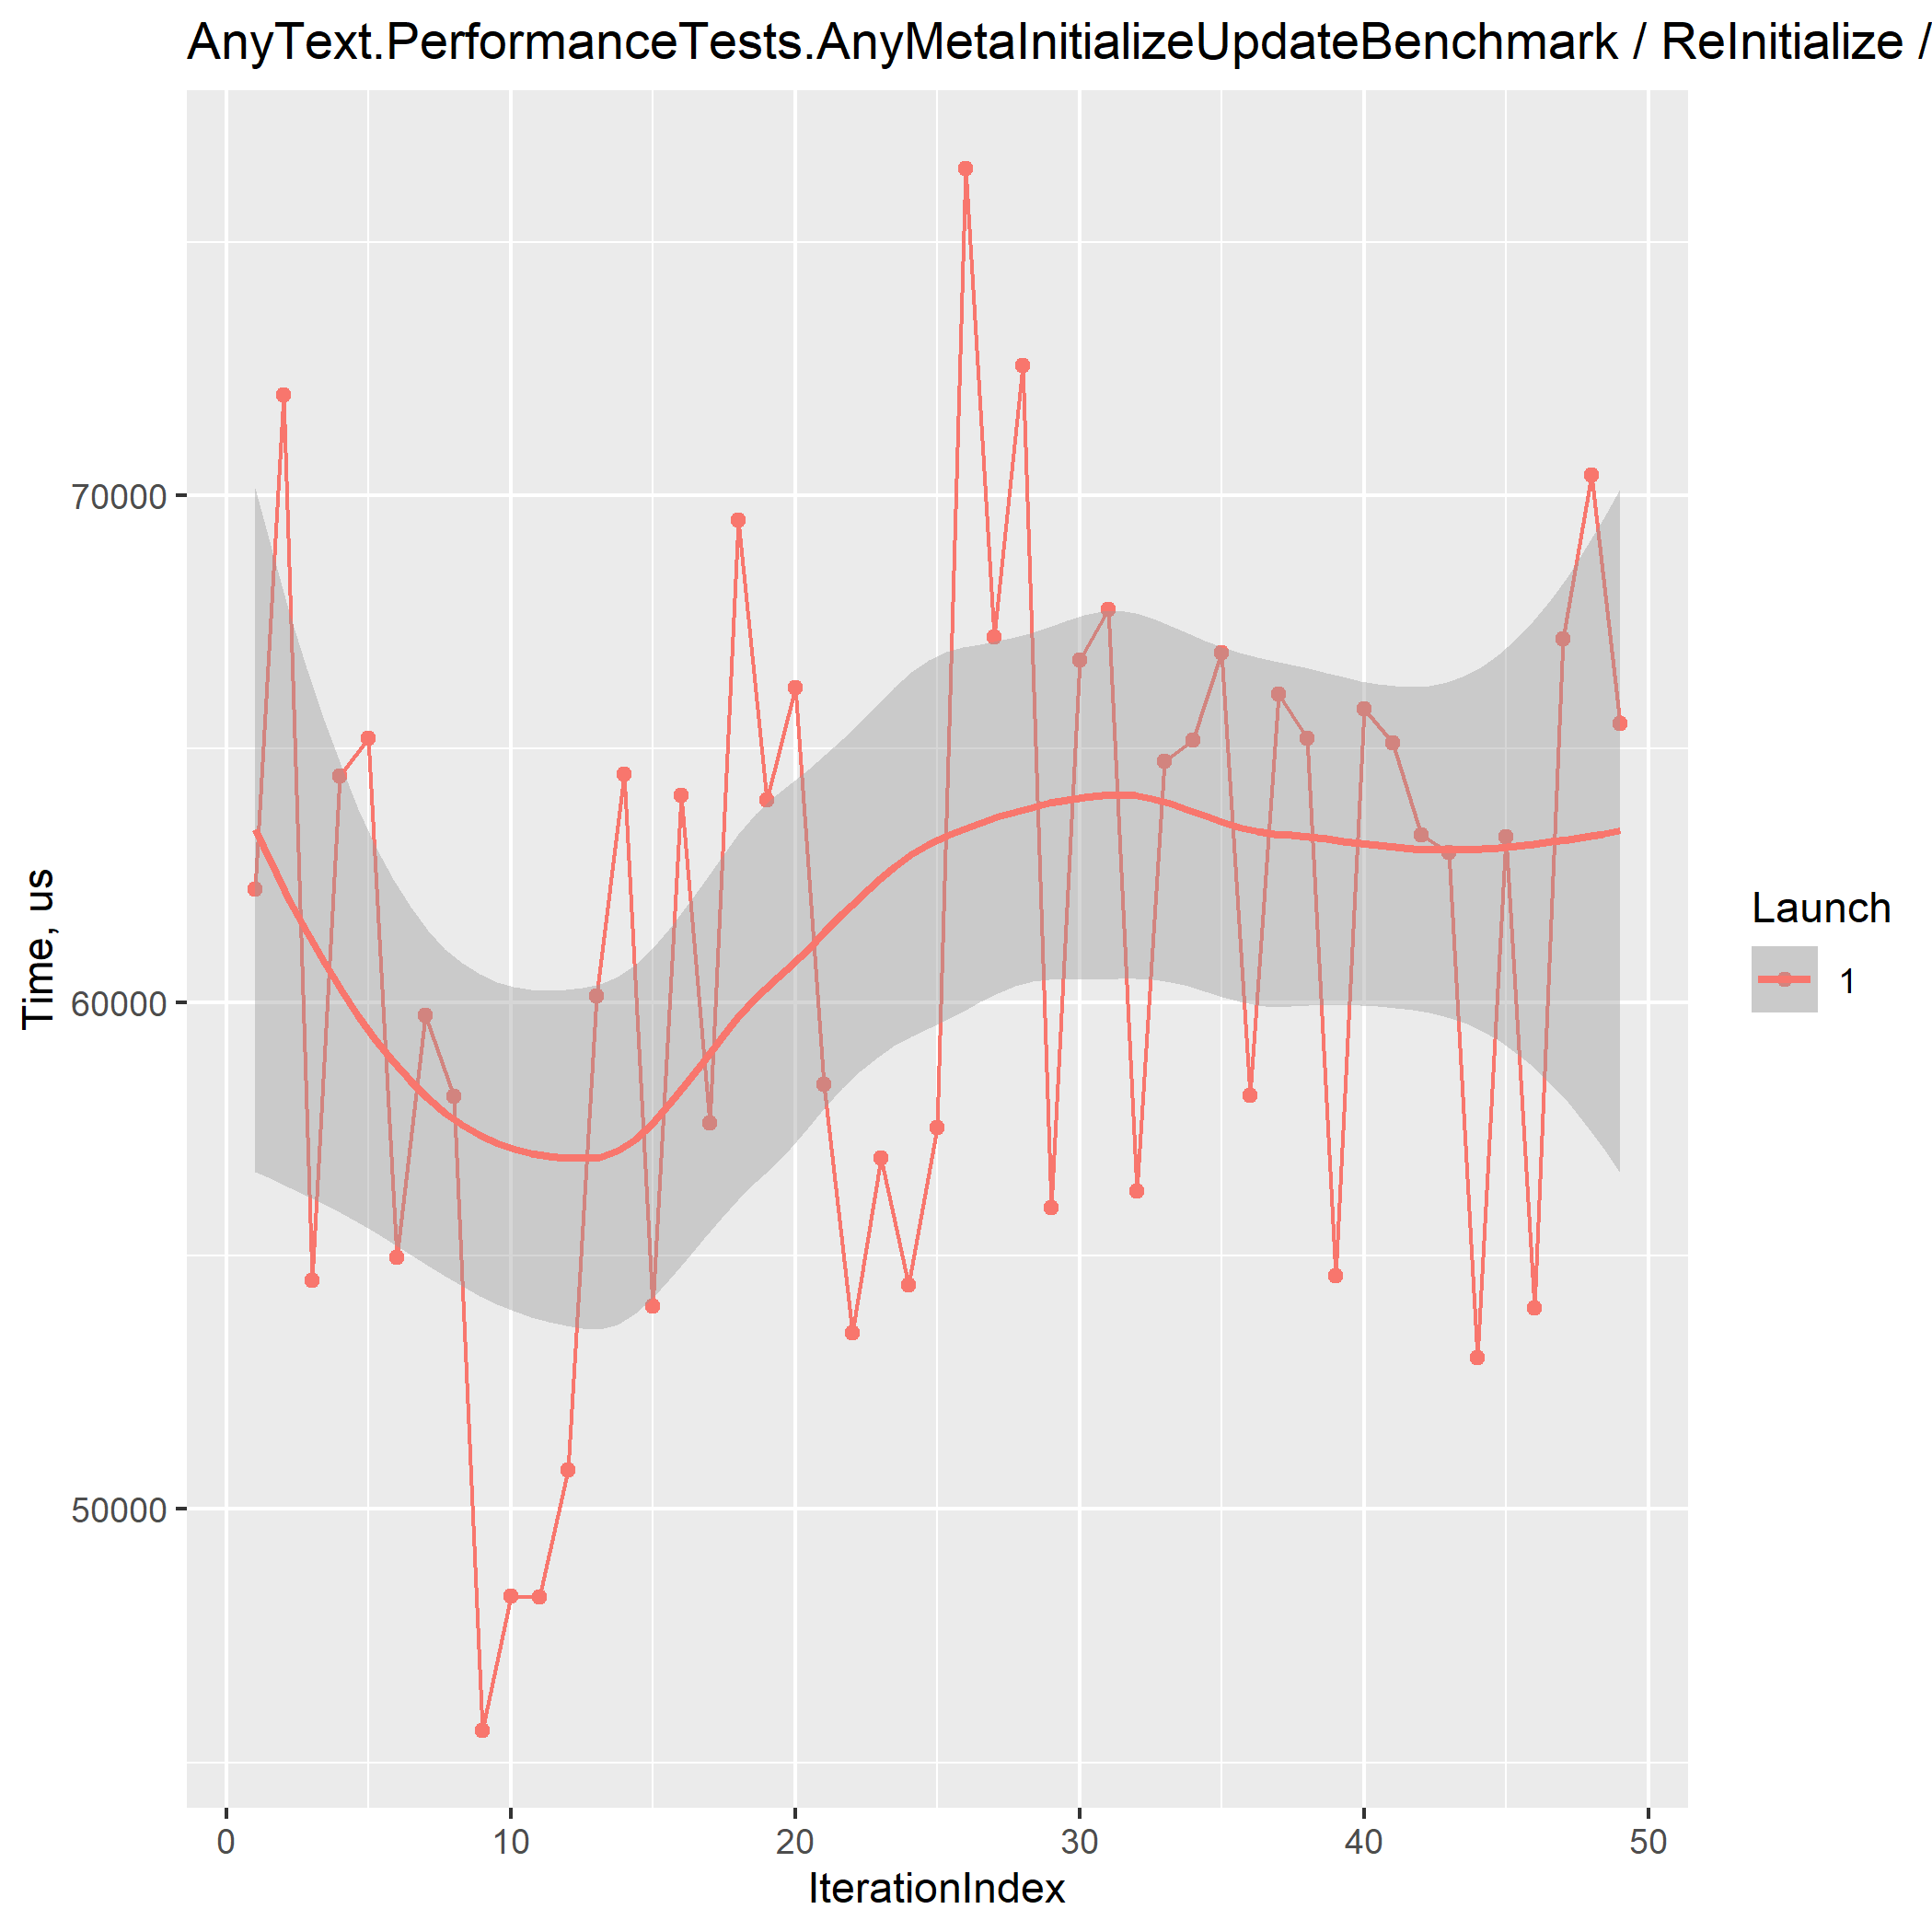 AnyText.PerformanceTests.AnyMetaInitializeUpdateBenchmark / ReInitialize /
Time, us
70000
60000
50000
0 10 20 30 40 50
IterationIndex
Launch
1